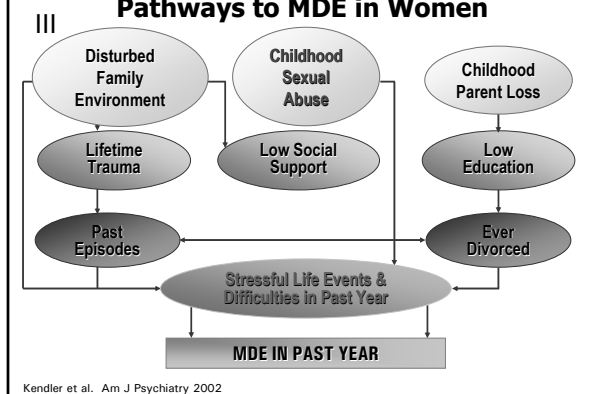 Pathways to MDE in Women
III
Disturbed
Family
Environment
Childhood
Sexual
Abuse
Childhood
Parent Loss
Lifetime
Trauma
Low Social
Support
Low
Education
Past
Episodes
Ever
Divorced
Stressful Life Events &
Difficulties in Past Year
MDE IN PAST YEAR
Kendler et al. Am J Psychiatry 2002